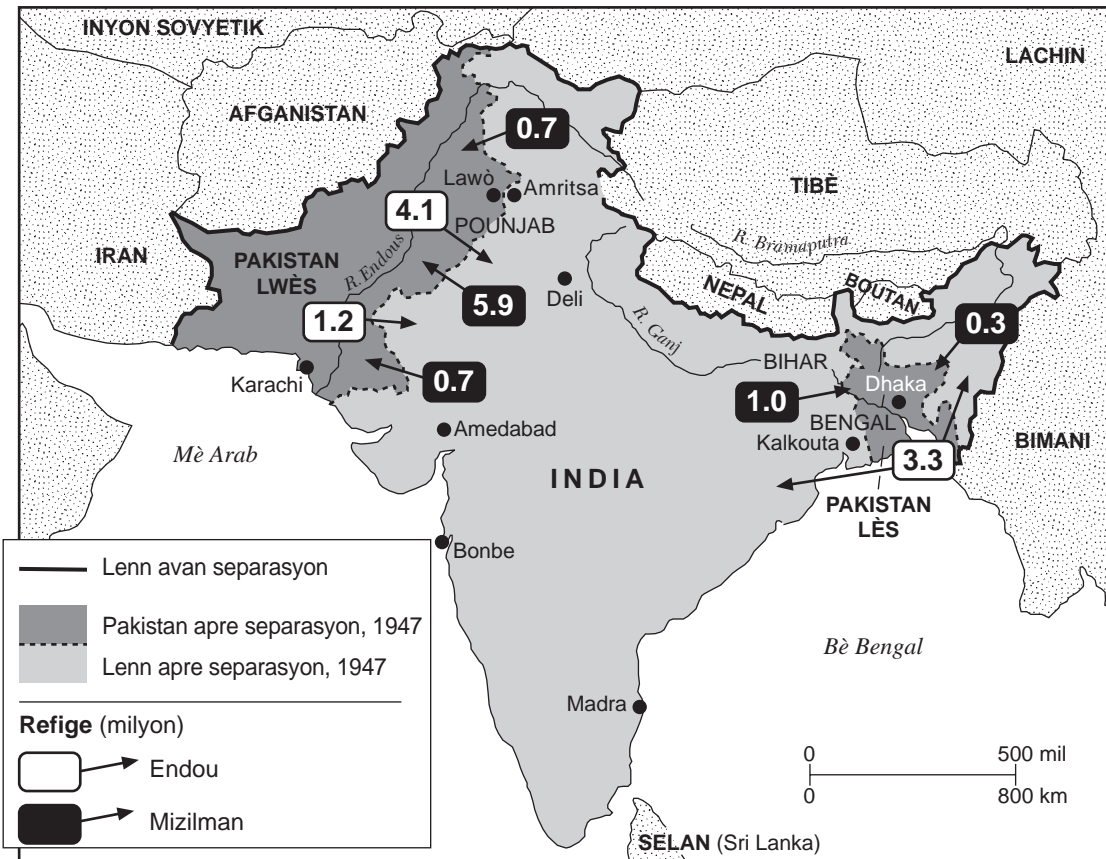 INYON SOVYETIK
LACHIN
AFGANISTAN
0.7
TIBÈ
Lawò
Amritsa
4.1
POUNJAB
R. Bramaputra
IRAN
PAKISTAN
LWÈS
R.Endous
Deli
NEPAL
BOUTAN
5.9
1.2
R. Ganj
0.3
BIHAR
Karachi
0.7
Dhaka
1.0
BENGAL
Amedabad
Kalkouta
BIMANI
Mè Arab
3.3
INDIA
PAKISTAN
LÈS
Bonbe
Lenn avan separasyon
Pakistan apre separasyon, 1947
Lenn apre separasyon, 1947
Bè Bengal
Refige (milyon)
Endou
Mizilman
Madra
0 500 mil
0 800 km
SELAN (Sri Lanka)